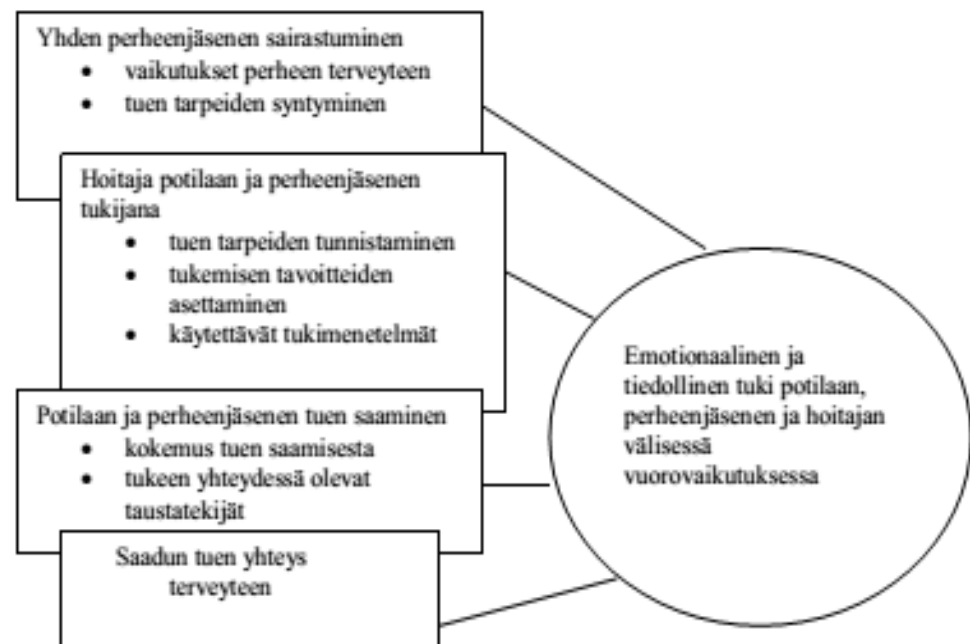 Yhden perheenjäsenen sairastuminen
• vaikutukset perheen terveyteen
• tuen tarpeiden syntyminen
Hoitaja potilaan ja perheenjäsenen
tukijana
• tuen tarpeiden tunnistaminen
• tukemisen tavoitteiden
asettaminen
• käytettävät tukimenetelmät
Potilaan ja perheenjäsenen tuen saaminen
• kokemus tuen saamisesta
• tukeen yhteydessä olevat
taustatekijät
Saadun tuen yhteys
terveyteen
Emotionaalinen ja
tiedollinen tuki potilaan,
perheenjäsenen ja hoitajan
välisessä
vuorovaikutuksessa